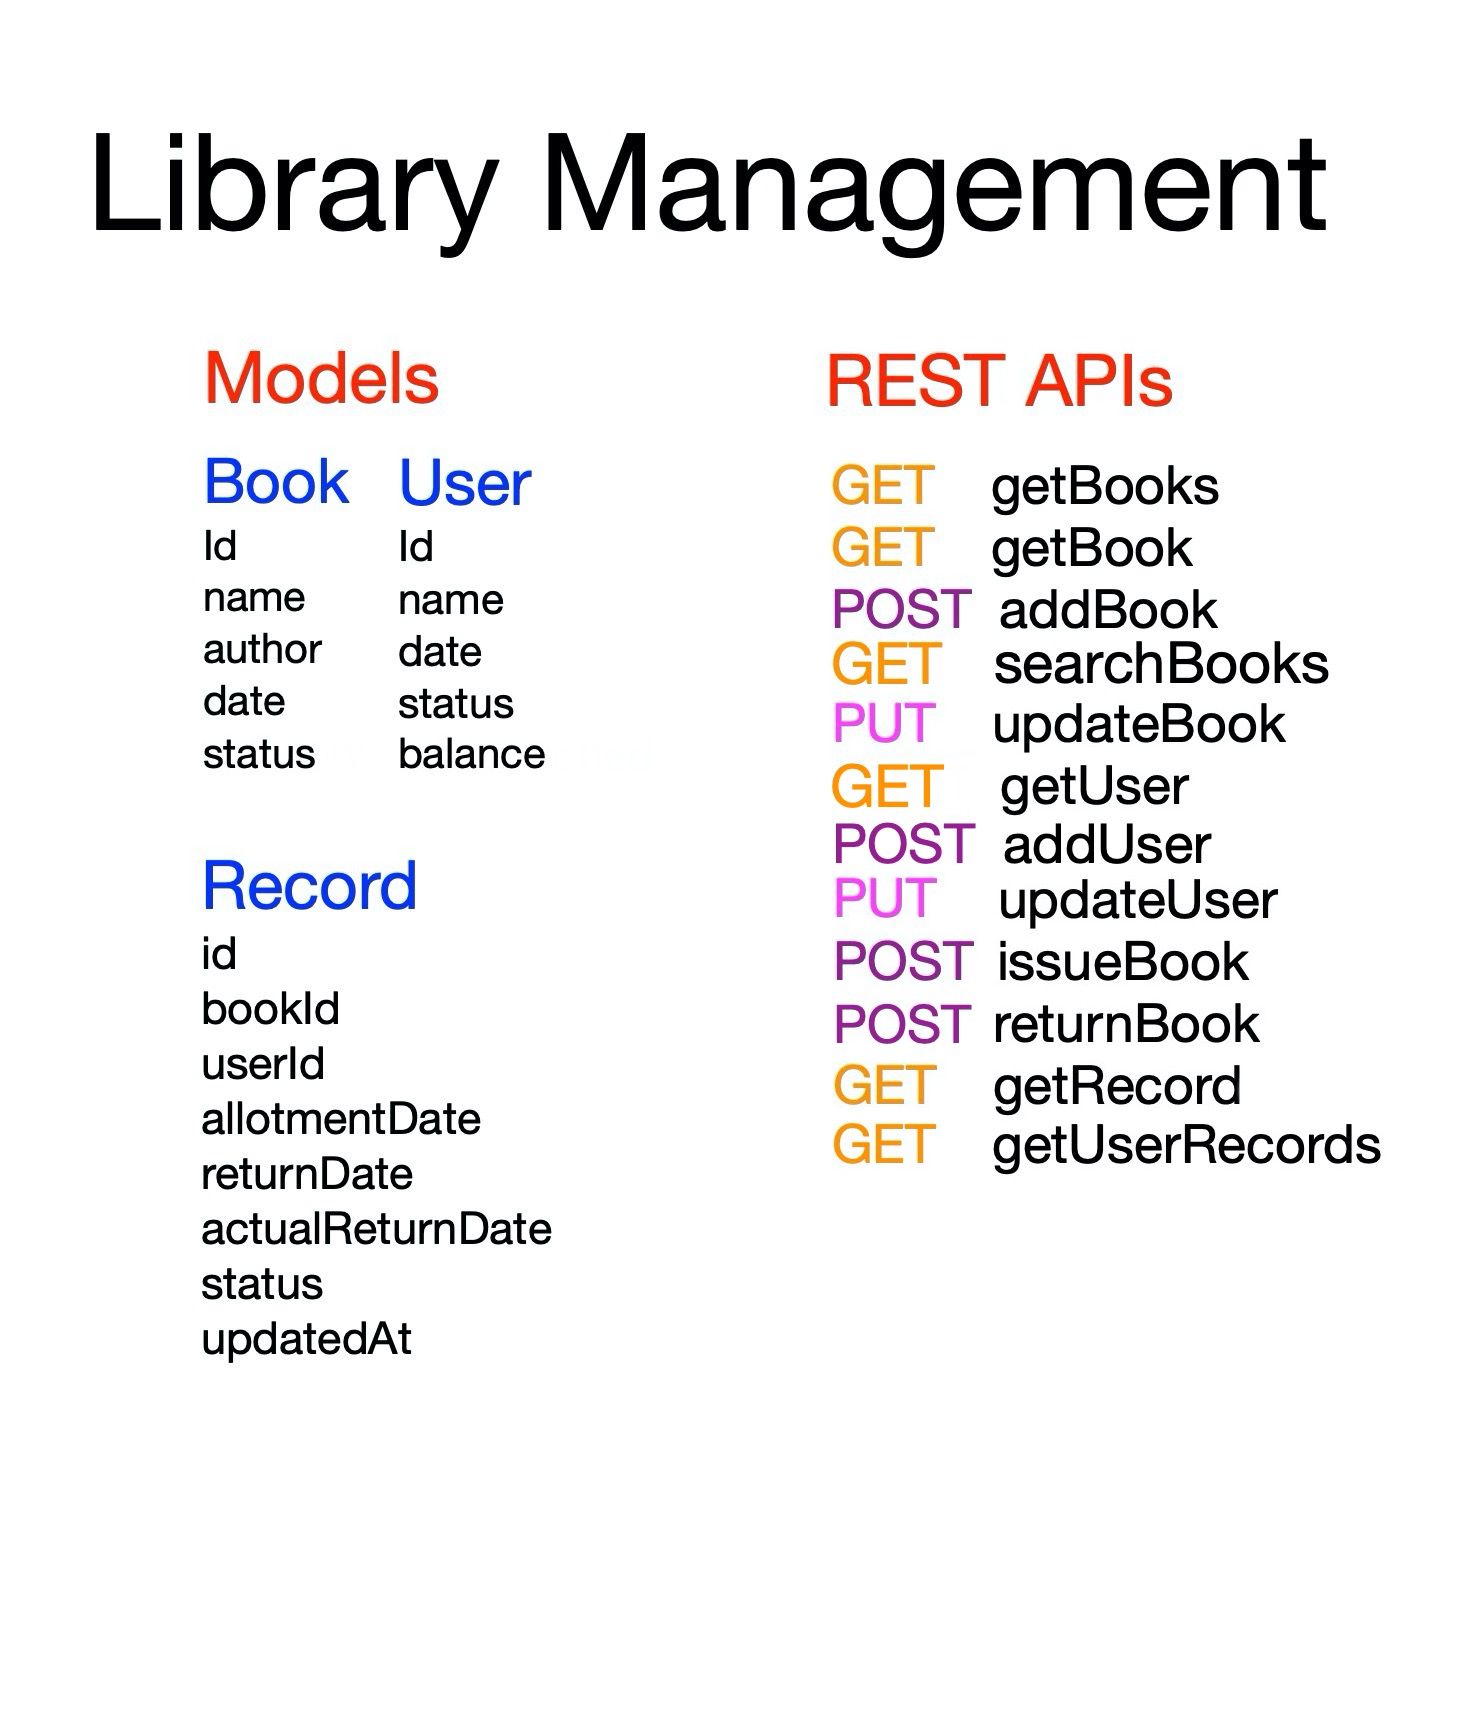 Library Management
Models
Book User
Id Id
name name
author date
date status
status balance
Record
id
bookId
userId
allotmentDate
returnDate
actualReturnDate
status
updatedAt
REST APIs
GET getBooks
GET getBook
POST addBook
GET searchBooks
PUT updateBook
GET getUser
POST addUser
PUT updateUser
POST issueBook
POST returnBook
GET getRecord
GET getUserRecords